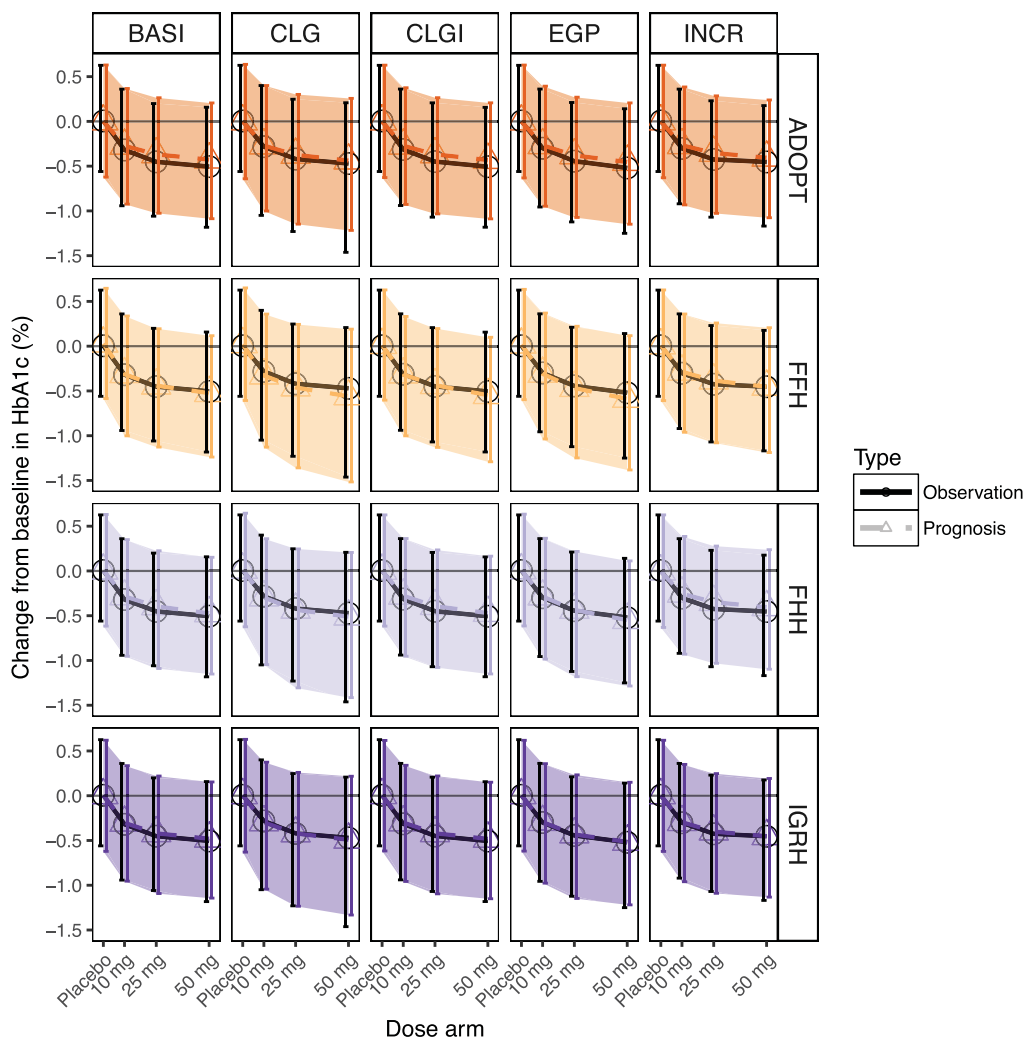 BASI CLG CLGI EGP INCR
0.5
0.0
−0.5
−1.0
−1.5
ADOPT
0.5
0.0
−0.5
−1.0
−1.5
FFH
0.5
0.0
−0.5
−1.0
−1.5
FHH
0.5
0.0
−0.5
−1.0
−1.5
IGRH
Change from baseline in HbA1c (%)
Placebo 10 mg 25 mg 50 mg Placebo 10 mg 25 mg 50 mg Placebo 10 mg 25 mg 50 mg Placebo 10 mg 25 mg 50 mg Placebo 10 mg 25 mg 50 mg
Dose arm
Type
Observation
Prognosis